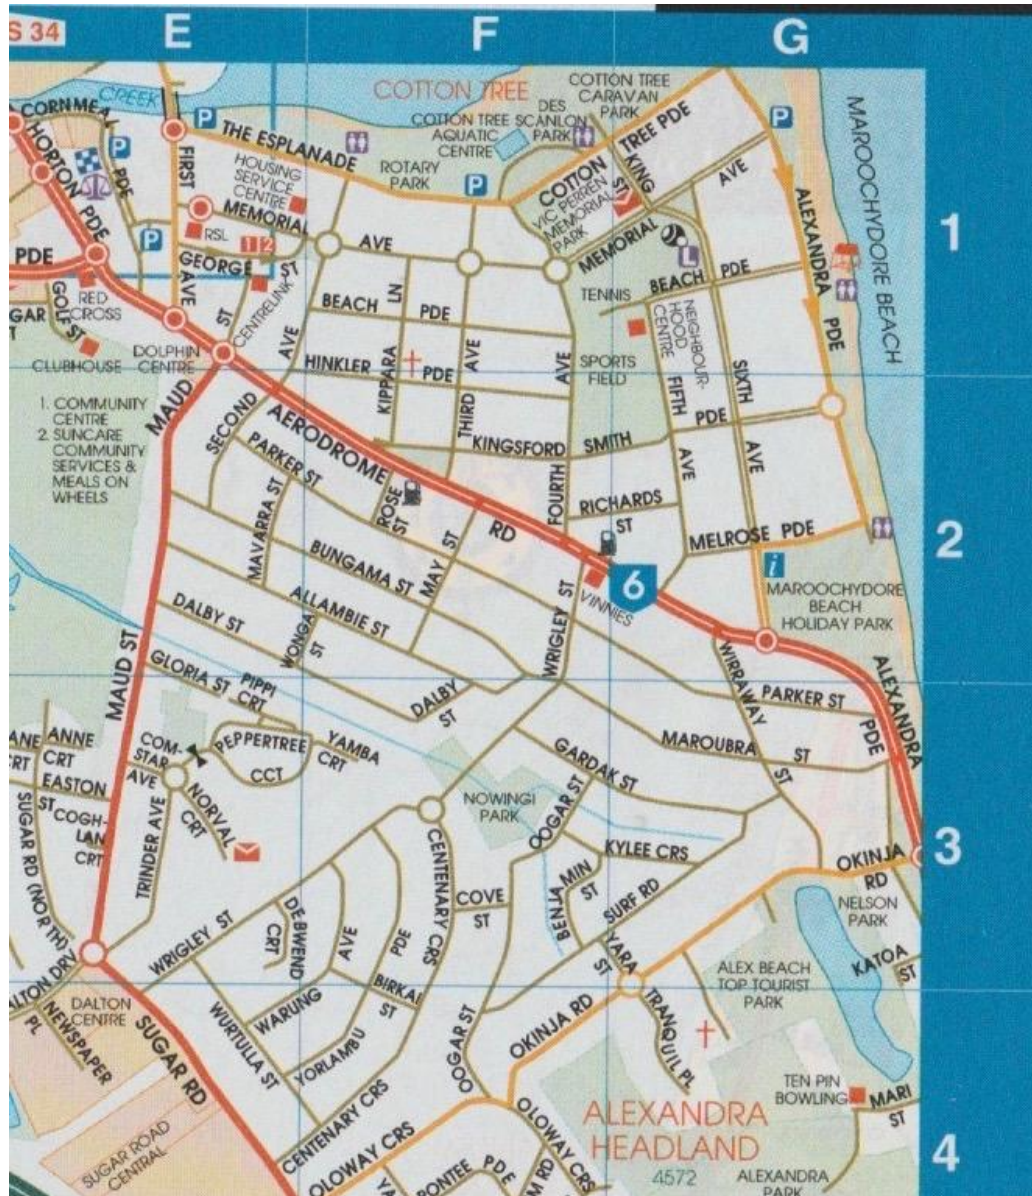 S 34
E
F
G
1
2
3
4
CREEK
CORNMEAL
PDE
HORTON PDE
THE ESPLANADE
COTTON TREE
COTTON TREE
AQUATIC
CENTRE
DES
SCANLON
PARK
COTTON TREE
CARAVAN
PARK
COTTON TREE PDE
P
P
P
P
P
FIRST
AVE
HOUSING
SERVICE
CENTRE
ROTARY
PARK
KING
ST
AVE
VIC PERREN
MEMORIAL
PARK
MEMORIAL
MEMORIAL
AVE
RSL
1 2
GEORGE
ST
PDE
RED
CROSS
GOLF ST
CLUBHOUSE
DOLPHIN
CENTRE
CENTRELINK
ST
AVE
BEACH
LN
PDE
HINKLER
PDE
KIPPARA
THIRD
AVE
AVE
TENNIS
BEACH PDE
L
NEIGHBOUR-
HOOD
CENTRE
SPORTS
FIELD
SIXTH
AVE
FIFTH
AVE
PDE
ALEXANDRA
PDE
MAROOCHYDORE BEACH
1. COMMUNITY
CENTRE
2. SUNCARE
COMMUNITY
SERVICES &
MEALS ON
WHEELS
MAUD
SECOND
AERODROME
RD
PARKER ST
KINGSFORD
SMITH
FOURTH
RICHARDS
ST
ROSE
ST
MAVARRA ST
BUNGAMA ST
MAY
ST
MELROSE PDE
i
6
VINNIES
MAROOCHYDORE
BEACH
HOLIDAY PARK
DALBY ST
ALLAMBIE ST
WONGA
ST
WRIGLEY ST
MAUD ST
GLORIA ST
PIPPI
CRT
DALBY
ST
WIRRAWAY
ST
PARKER ST
ALEXANDRA
PDE
ANNE
CRT
EASTON
ST
COGH-
LAN
CRT
SUGAR RD (NORTH)
COM-
STAR
AVE
PEPPERTREE
CCT
YAMBA
CRT
NORVAL
CRT
TRINDER AVE
MAROUBRA
ST
GARDAK ST
NOWINGI
PARK
COOGAR ST
KYLEE CRS
CENTENARY CRS
COVE
ST
BENJA
MIN
ST
SURF RD
OKINJA
RD
NELSON
PARK
KATOA
ST
WRIGLEY ST
DEBWEND
CRT
AVE
PDE
BIRKAI
ST
YARA
ST
ALEX BEACH
TOP TOURIST
PARK
DALTON
CENTRE
NEWSPAPER
PL
SUGAR RD
WURTULLA ST
WARUNG
YORLAMBU
OOGAR ST
OKINJA RD
TRANQUIL PL
TEN PIN
BOWLING
MARI
ST
SUGAR ROAD
CENTRAL
CENTENARY CRS
OLOWAY CRS
OLOWAY CRS
PDE
ALEXANDRA
HEADLAND
4572
ALEXANDRA
PARK